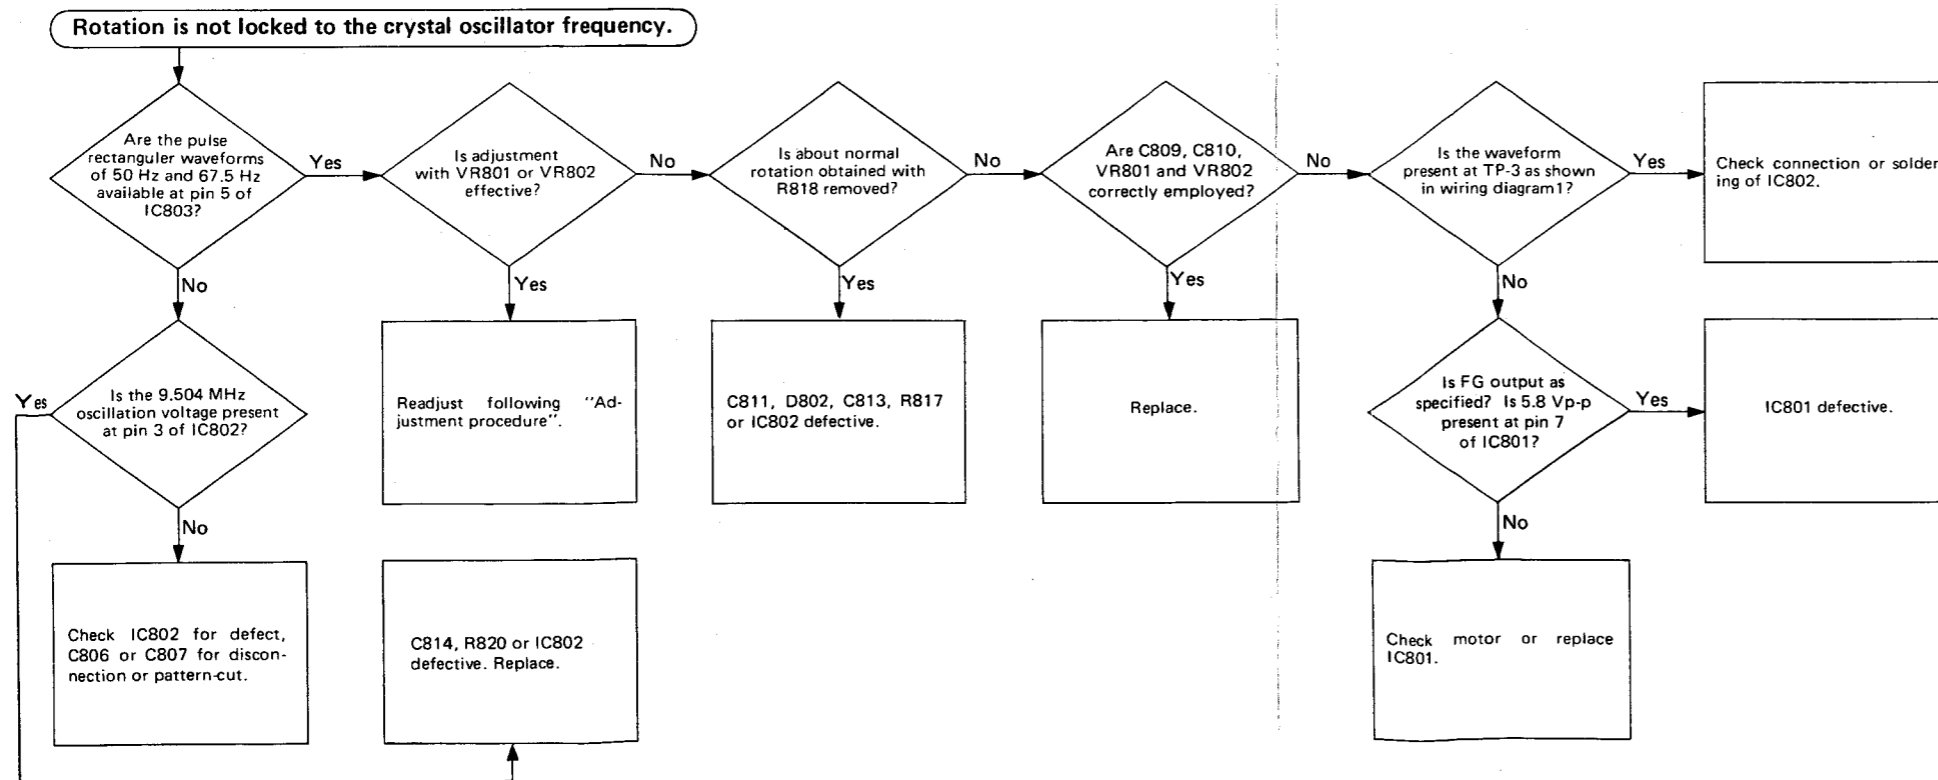 Rotation is not locked to the crystal oscillator frequency.
Are the pulse
rectanguler waveforms
of 50 Hz and 67.5 Hz
available at pin 5 of
IC803?
Yes
Is adjustment
with VR801 or VR802
effective?
No
Is about normal
rotation obtained with
R818 removed?
No
Are C809, C810,
VR801 and VR802
correctly employed?
No
Is the waveform
present at TP-3 as shown
in wiring diagram1?
Yes
Check connection or solder-
ing of IC802.
No
Yes
Yes
Yes
No
Yes
Is the 9.504 MHz
oscillation voltage present
at pin 3 of IC802?
Readjust following "Ad-
justment procedure".
C811, D802, C813, R817
or IC802 defective.
Replace.
Is FG output as
specified? Is 5.8 Vp-p
present at pin 7
of IC801?
Yes
IC801 defective.
No
No
Check IC802 for defect,
C806 or C807 for discon-
nection or pattern-cut.
C814, R820 or IC802
defective. Replace.
Check motor or replace
IC801.